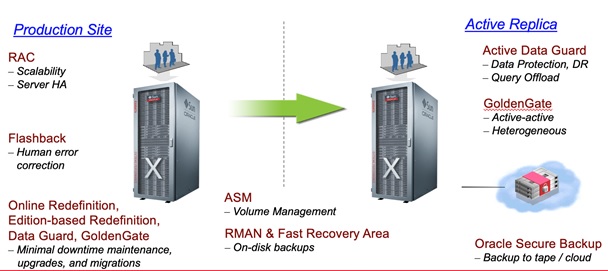 Production Site
RAC
– Scalability
– Server HA
Flashback
– Human error
correction
Online Redefinition,
Edition-based Redefinition,
Data Guard, GoldenGate
– Minimal downtime maintenance,
upgrades, and migrations
X
ASM
– Volume Management
RMAN & Fast Recovery Area
– On-disk backups
X
Active Replica
Active Data Guard
– Data Protection, DR
– Query Offload
GoldenGate
– Active-active
– Heterogeneous
Oracle Secure Backup
– Backup to tape / cloud